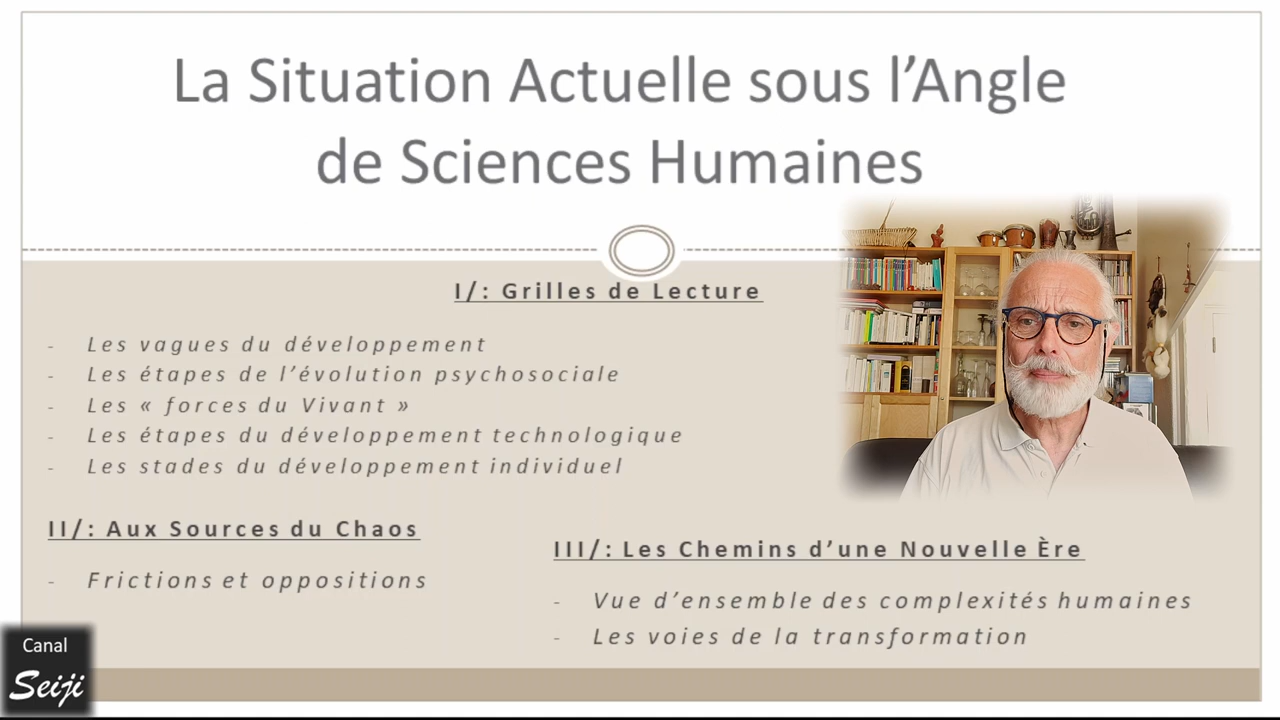 La Situation Actuelle sous l’Angle
de Sciences Humaines
I/: Grilles de Lecture
- Les vagues du développement
- Les étapes de l’évolution psychosociale
- Les « forces du Vivant »
- Les étapes du développement technologique
- Les stades du développement individuel
II/: Aux Sources du Chaos
- Frictions et oppositions
III/: Les Chemins d’une Nouvelle Ère
- Vue d’ensemble des complexités humaines
- Les voies de la transformation
Canal
Seiji